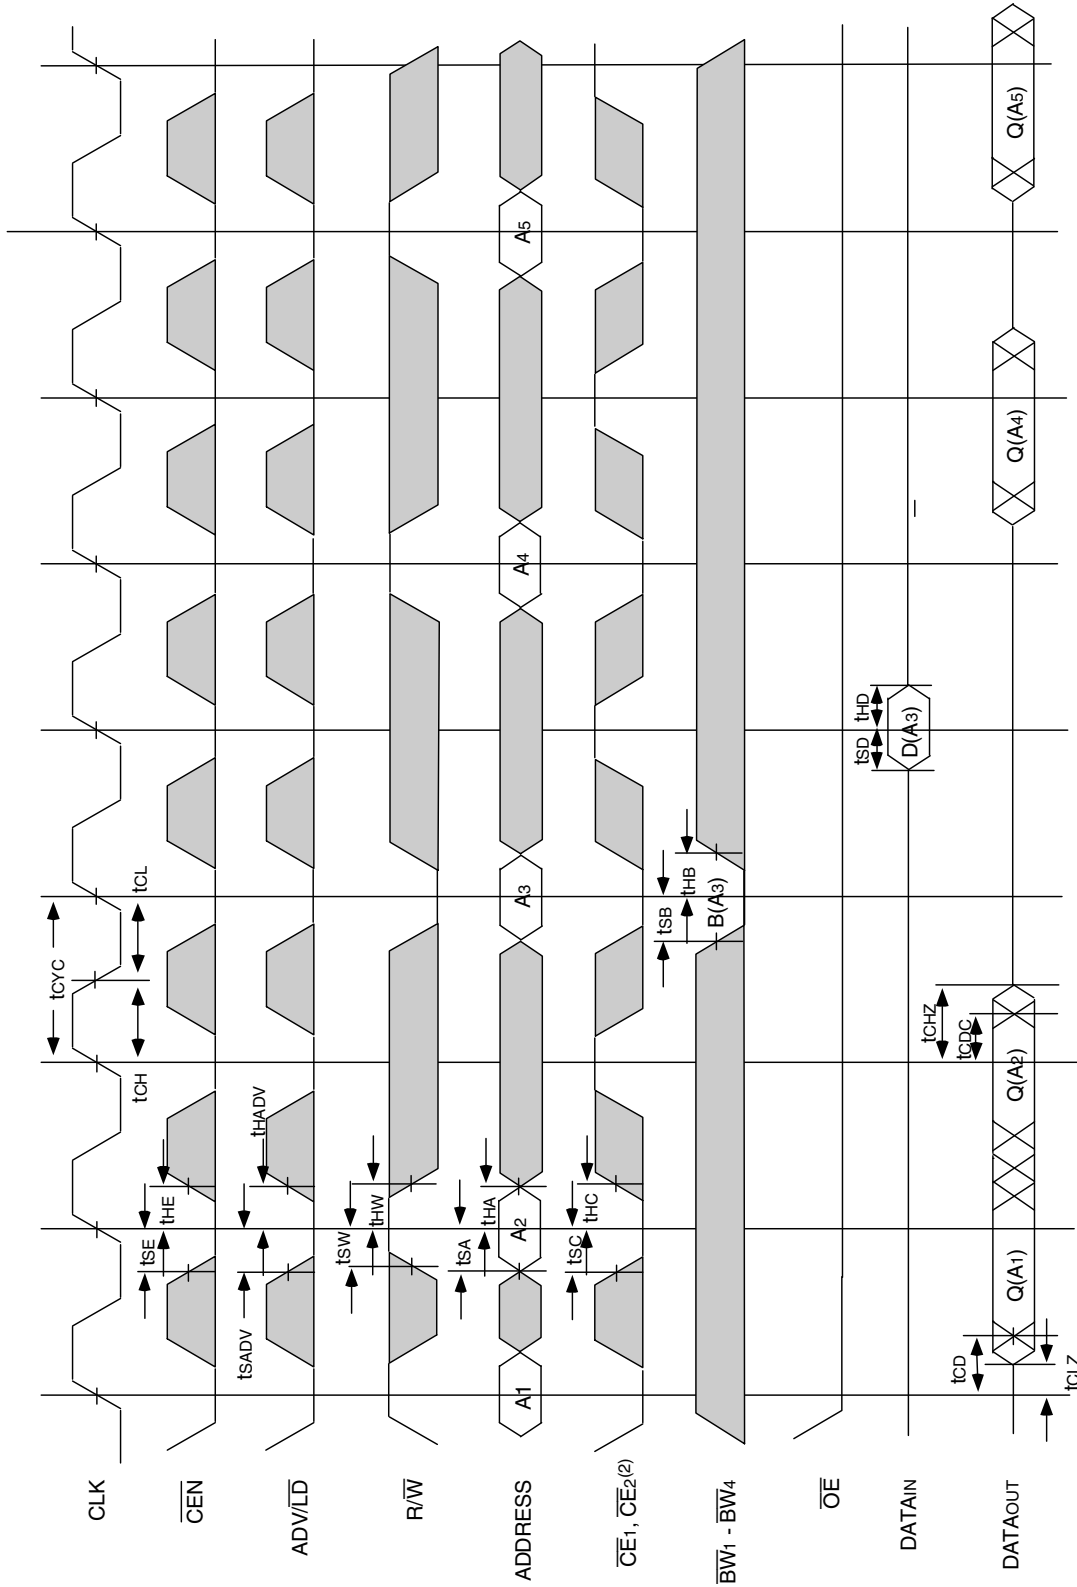 CLK
CEN
ADV/LD
R/W
ADDRESS
CE1, CE2(2)
BW1 - BW4
OE
DATAIN
DATAOUT
tCYC
tCH
tCL
tSE
tHE
tSADV
tHADV
tSW
tHW
A1
tSA
tHA
A2
A3
A4
A5
tSC
tHC
tSB
tHB
B(A3)
tSD
tHD
D(A3)
tCD
tCLZ
Q(A1)
tCHZ
tCDC
Q(A2)
Q(A4)
Q(A5)